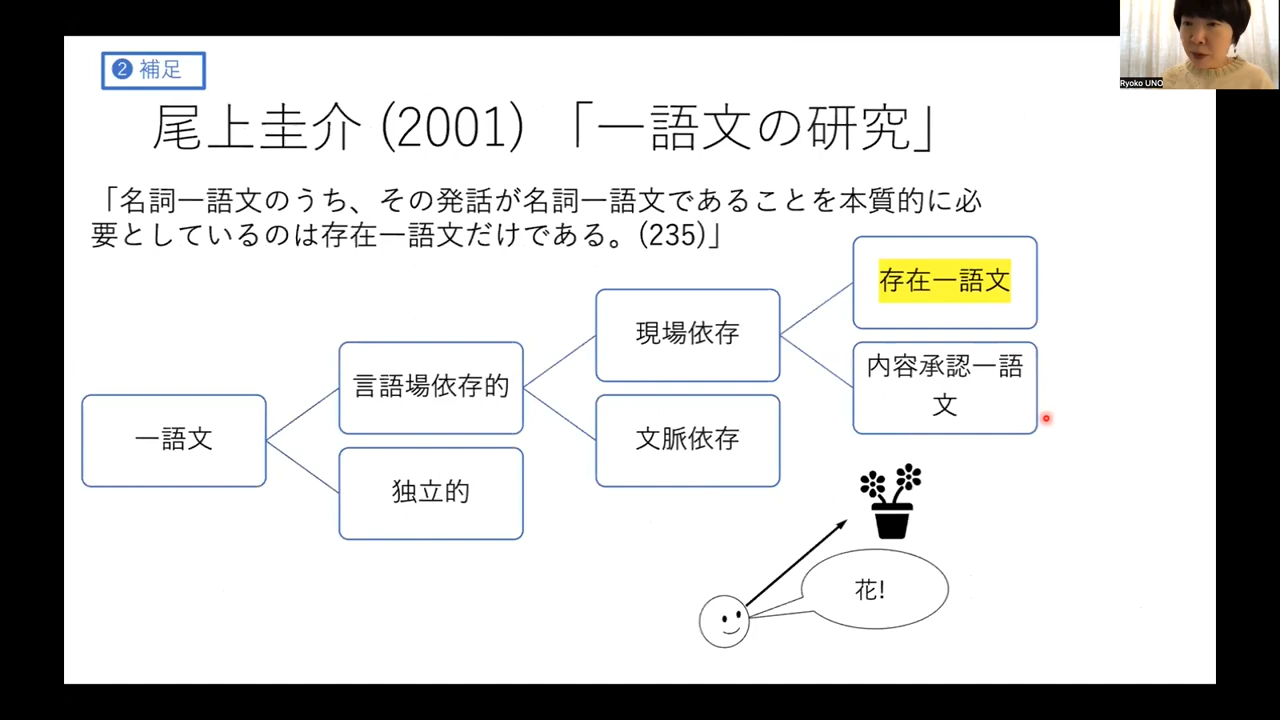 ❷ 補足
Ryoko UNO
尾上圭介 (2001) 「一語文の研究」
「名詞一語文のうち、その発話が名詞一語文であることを本質的に必
要としているのは存在一語文だけである。(235)」
存在一語文
現場依存
内容承認一語
文
言語場依存的
一語文
文脈依存
独立的
花!